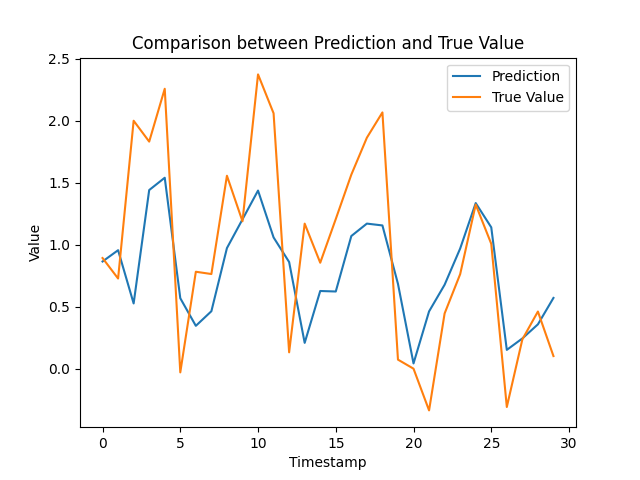 Comparison between Prediction and True Value
Prediction
True Value
2.5
2.0
1.5
1.0
0.5
0.0
Value
0 5 10 15 20 25 30
Timestamp